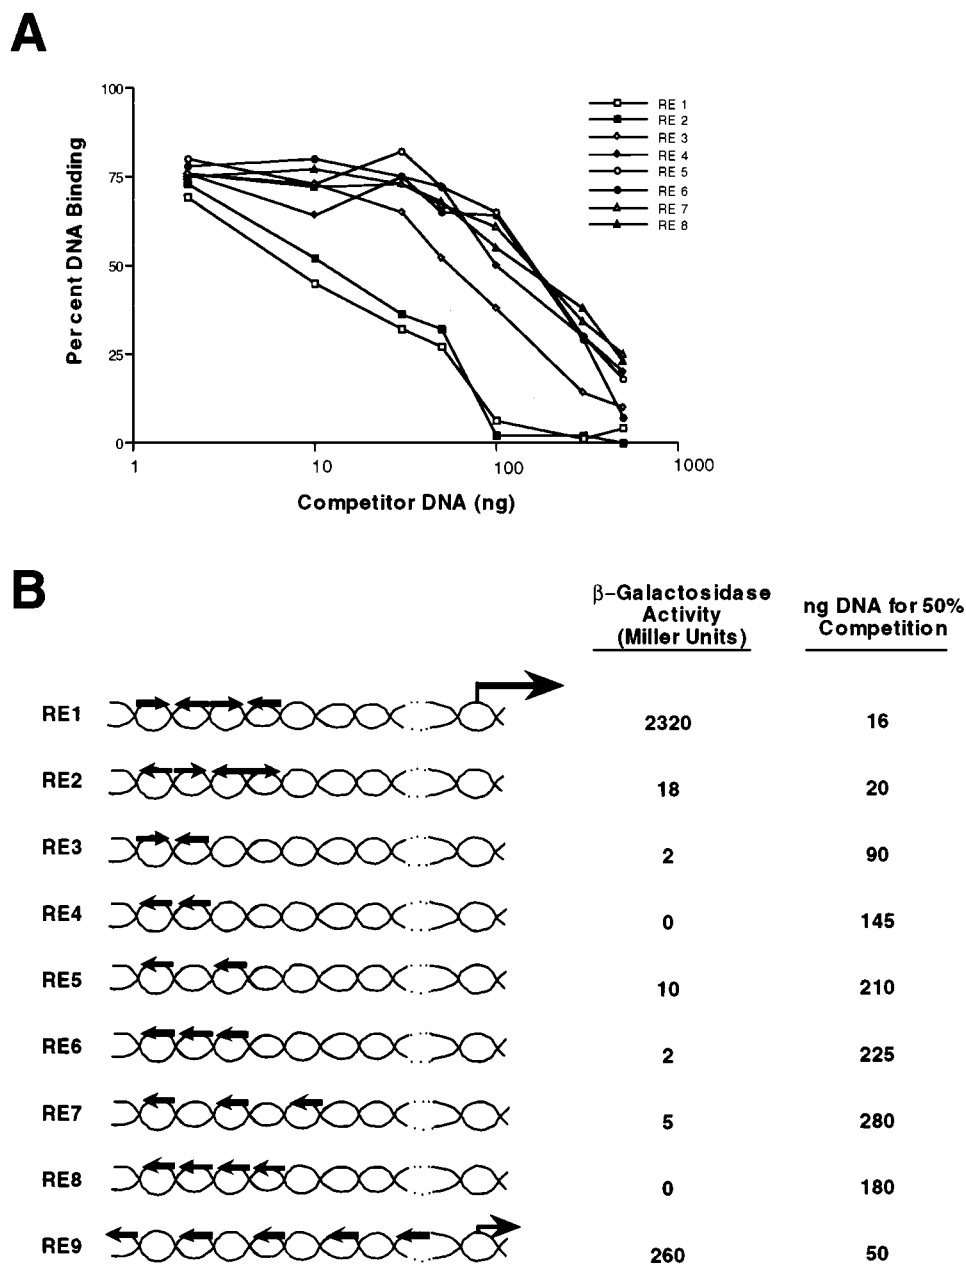 A
100
75
50
25
0
Percent DNA Binding
1
10
100
1000
Competitor DNA (ng)
RE 1
RE 2
RE 3
RE 4
RE 5
RE 6
RE 7
RE 8
B
β-Galactosidase
Activity
(Miller Units)
ng DNA for 50%
Competition
RE1 2320 16
RE2 18 20
RE3 2 90
RE4 0 145
RE5 10 210
RE6 2 225
RE7 5 280
RE8 0 180
RE9 260 50